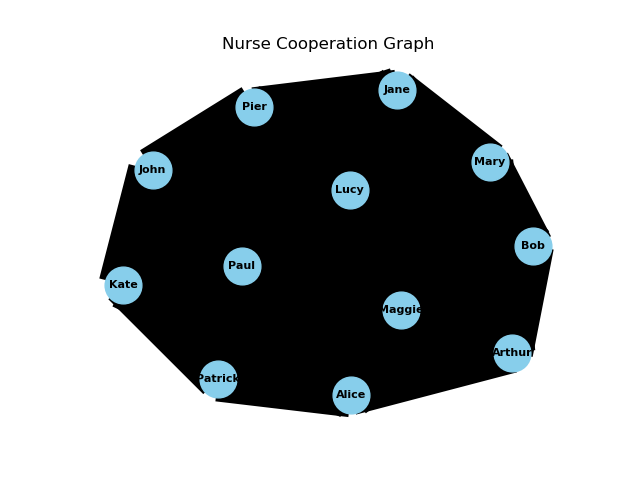 Nurse Cooperation Graph
Jane
Pier
Mary
John
Lucy
Bob
Paul
Kate
Maggie
Arthur
Patrick
Alice